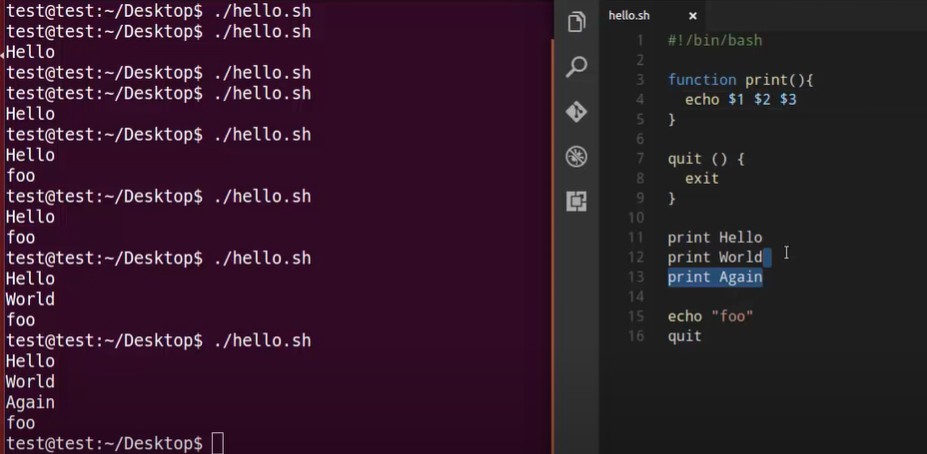 test@test:~/Desktop$ ./hello.sh
test@test:~/Desktop$ ./hello.sh
Hello
test@test:~/Desktop$ ./hello.sh
test@test:~/Desktop$ ./hello.sh
Hello
test@test:~/Desktop$ ./hello.sh
Hello
foo
test@test:~/Desktop$ ./hello.sh
Hello
foo
test@test:~/Desktop$ ./hello.sh
Hello
World
foo
test@test:~/Desktop$ ./hello.sh
Hello
World
Again
foo
test@test:~/Desktop$
hello.sh ×
1 #!/bin/bash
2
3 function print(){
4 echo $1 $2 $3
5 }
6
7 quit () {
8 exit
9 }
10
11 print Hello
12 print World
13 print Again
14
15 echo "foo"
16 quit